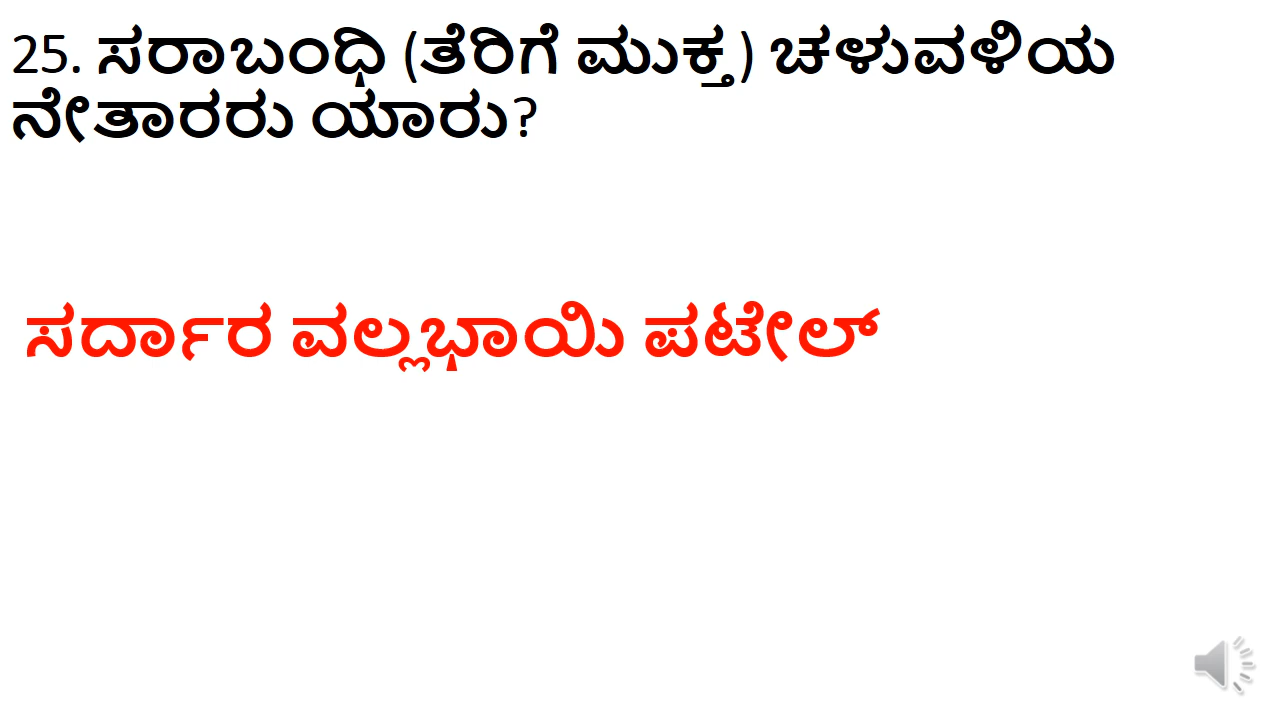 25. ಸರಾಬಂಧಿ (ತೆರಿಗೆ ಮುಕ್ತ) ಚಳುವಳಿಯ
ನೇತಾರರು ಯಾರು?
ಸರ್ದಾರ ವಲ್ಲಭಾಯಿ ಪಟೇಲ್